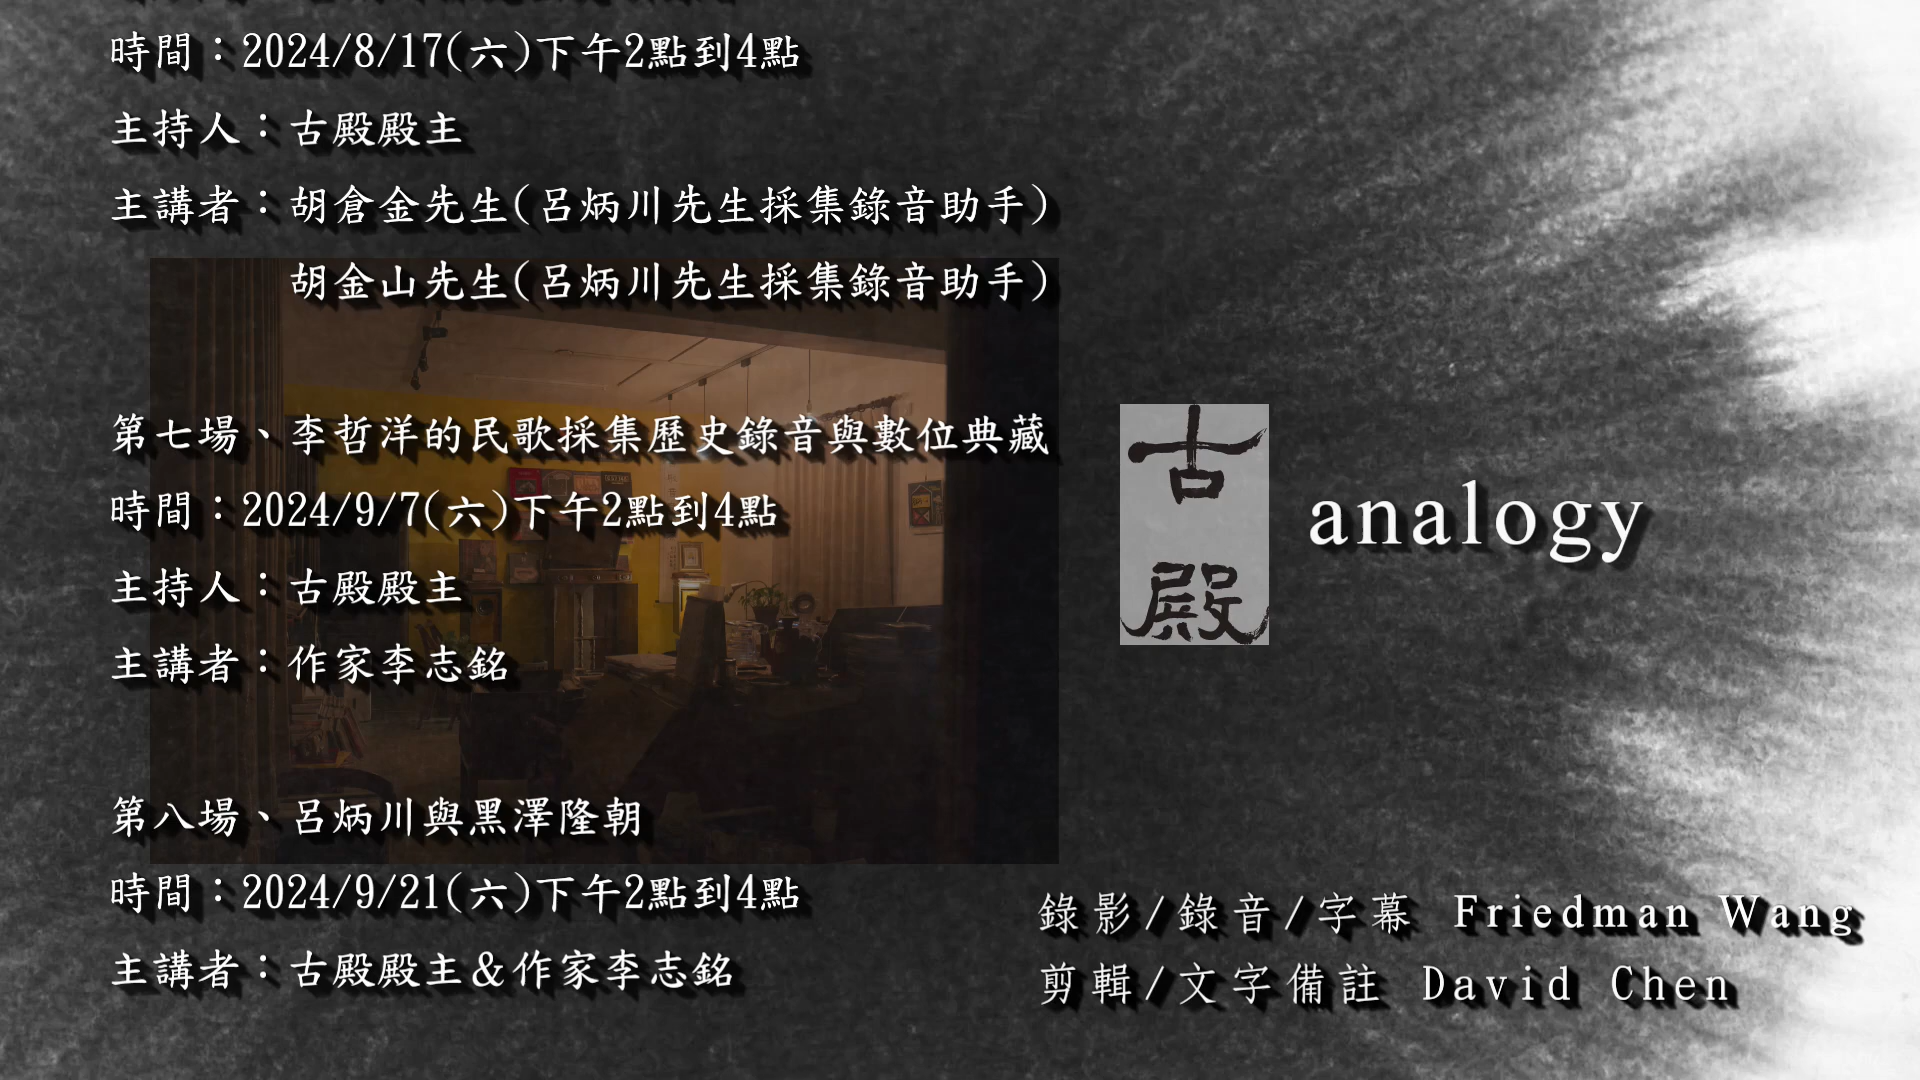 時間：2024/8/17(六)下午2點到4點
主持人：古殿殿主
主講者：胡倉金先生(呂炳川先生採集錄音助手)
胡金山先生(呂炳川先生採集錄音助手)
第七場、李哲洋的民歌採集歷史錄音與數位典藏
時間：2024/9/7(六)下午2點到4點
主持人：古殿殿主
主講者：作家李志銘
第八場、呂炳川與黑澤隆朝
時間：2024/9/21(六)下午2點到4點
主講者：古殿殿主&作家李志銘
古殿
analogy
錄影/錄音/字幕 Friedman Wang
剪輯/文字備註 David Chen